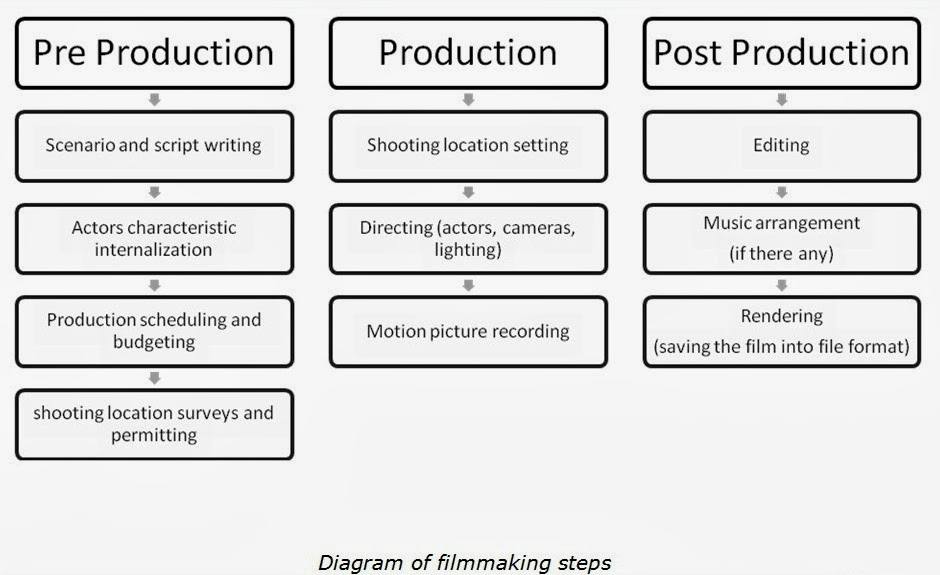 Pre Production
Scenario and script writing
Actors characteristic
internalization
Production scheduling and
budgeting
shooting location surveys and
permitting
Production
Shooting location setting
Directing (actors, cameras,
lighting)
Motion picture recording
Post Production
Editing
Music arrangement
(if there any)
Rendering
(saving the film into file format)
Diagram of filmmaking steps